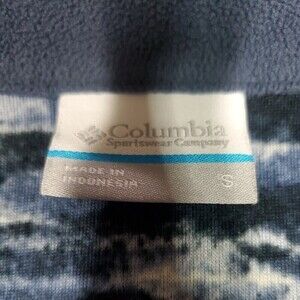 Columbia
Sportswear Company
MADE IN
INDONESIA
S